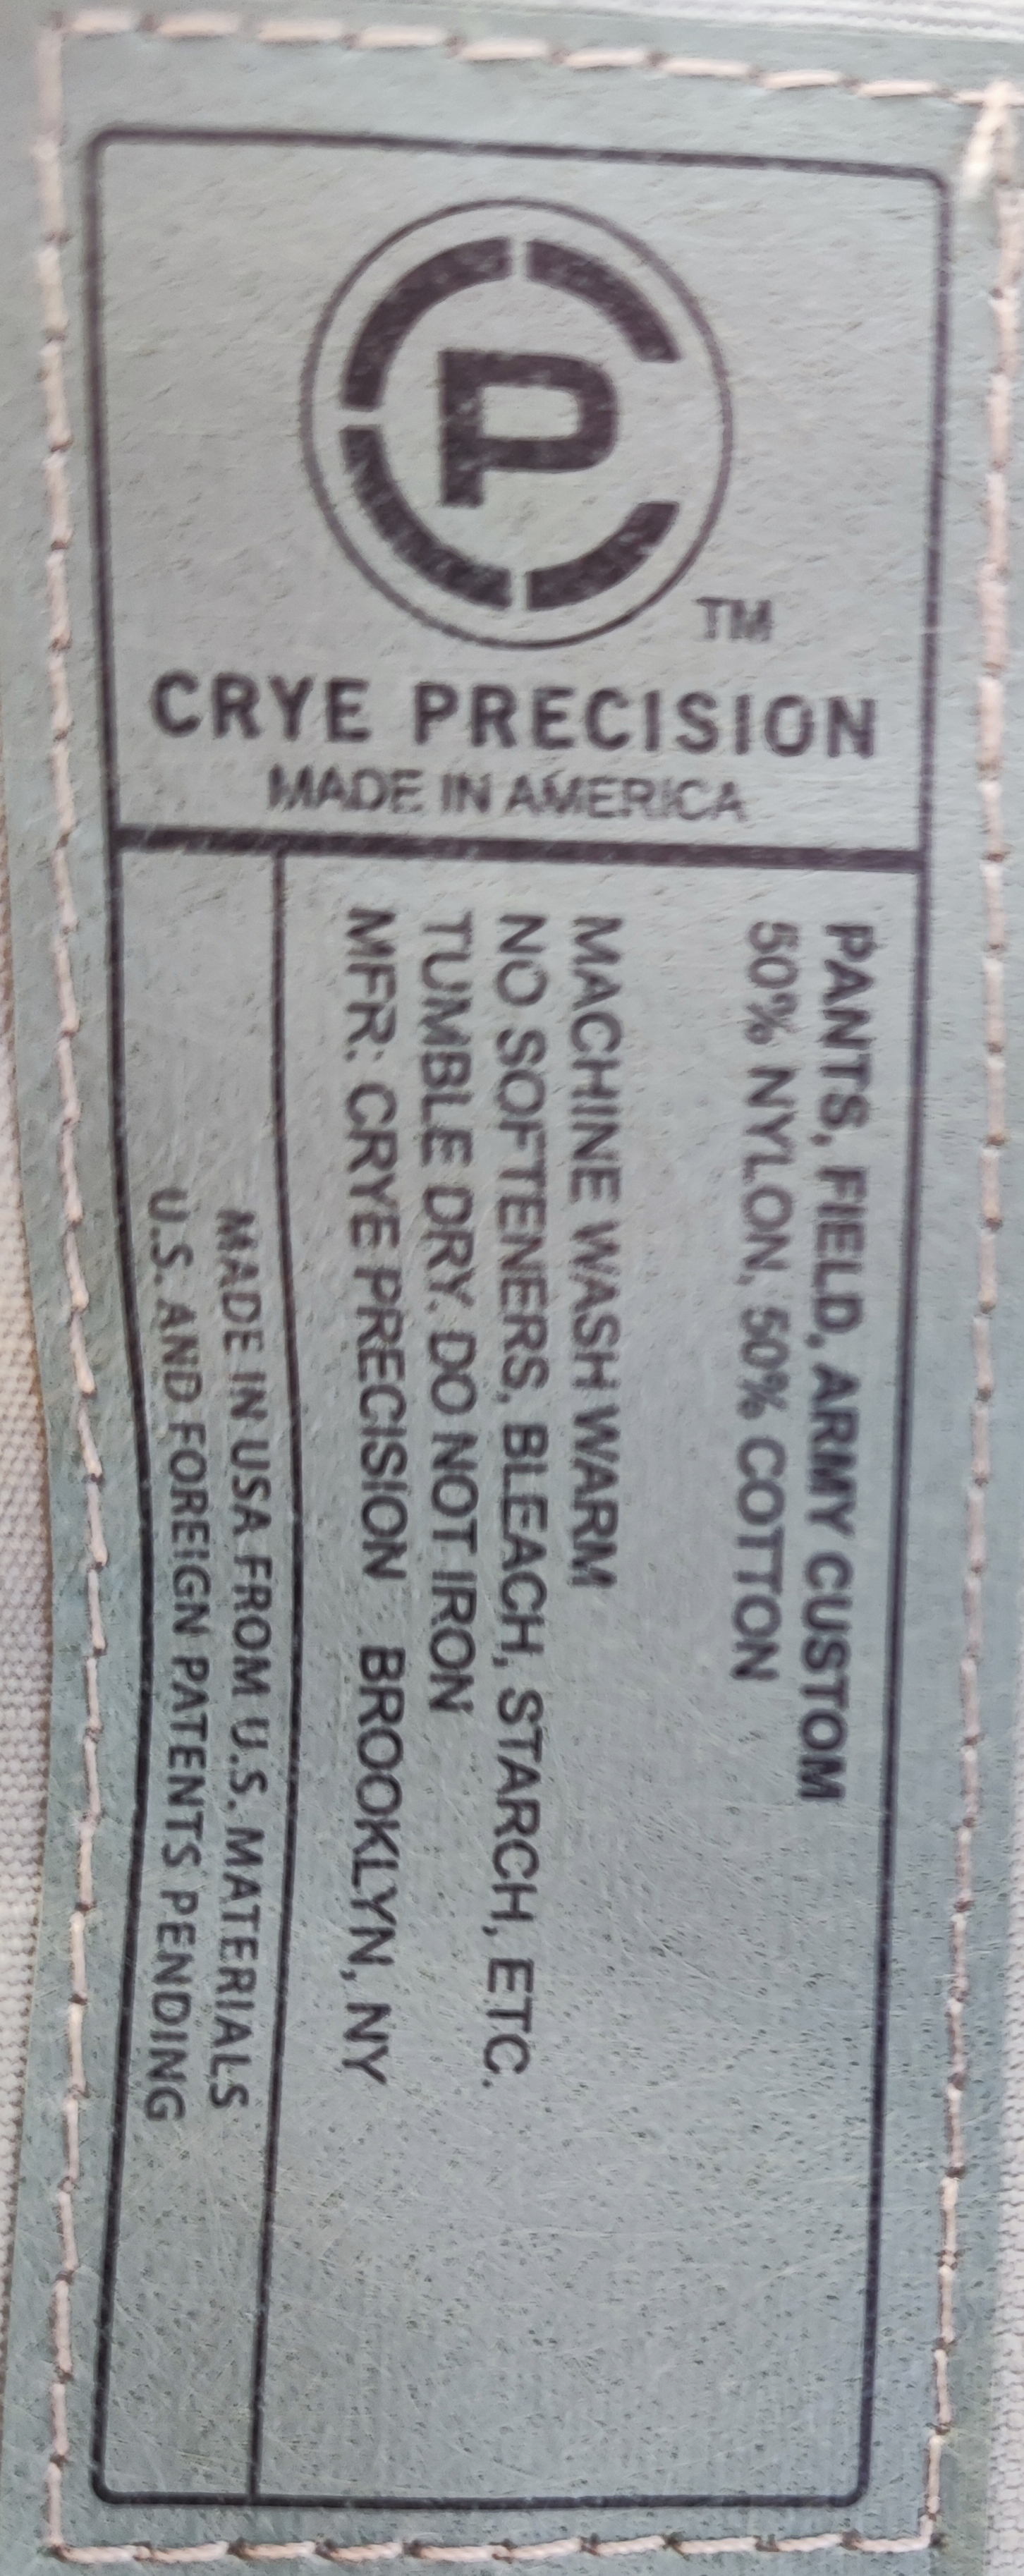 P
TM
CRYE PRECISION
MADE IN AMERICA
PANTS, FIELD, ARMY CUSTOM
50% NYLON, 50% COTTON
MACHINE WASH WARM
NO SOFTENERS, BLEACH, STARCH, ETC.
TUMBLE DRY. DO NOT IRON
MFR: CRYE PRECISION BROOKLYN, NY
MADE IN USA FROM U.S. MATERIALS
U.S. AND FOREIGN PATENTS PENDING